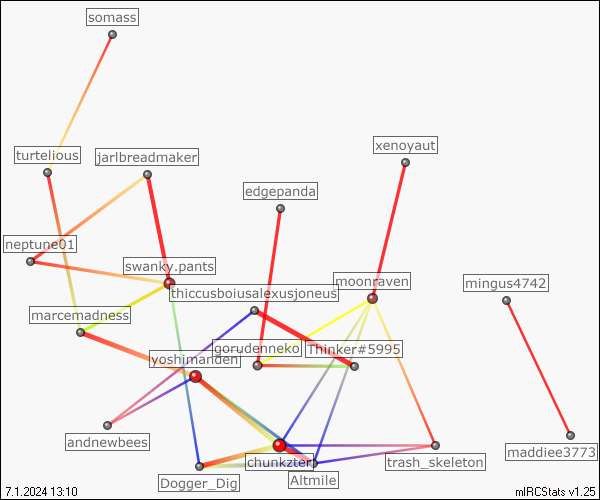 somass
turtelious
jarlbreadmaker
xenoyaut
edgepanda
neptune01
swanky.pants
moonraven
mingus4742
thiccusboiusalexusjoneus
marcemadness
gorudenneko
Thinker#5995
yoshimanden
andnewbees
maddiee3773
chunkzter
trash_skeleton
Dogger_Dig
Altmile
7.1.2024 13:10
mIRCStats v1.25